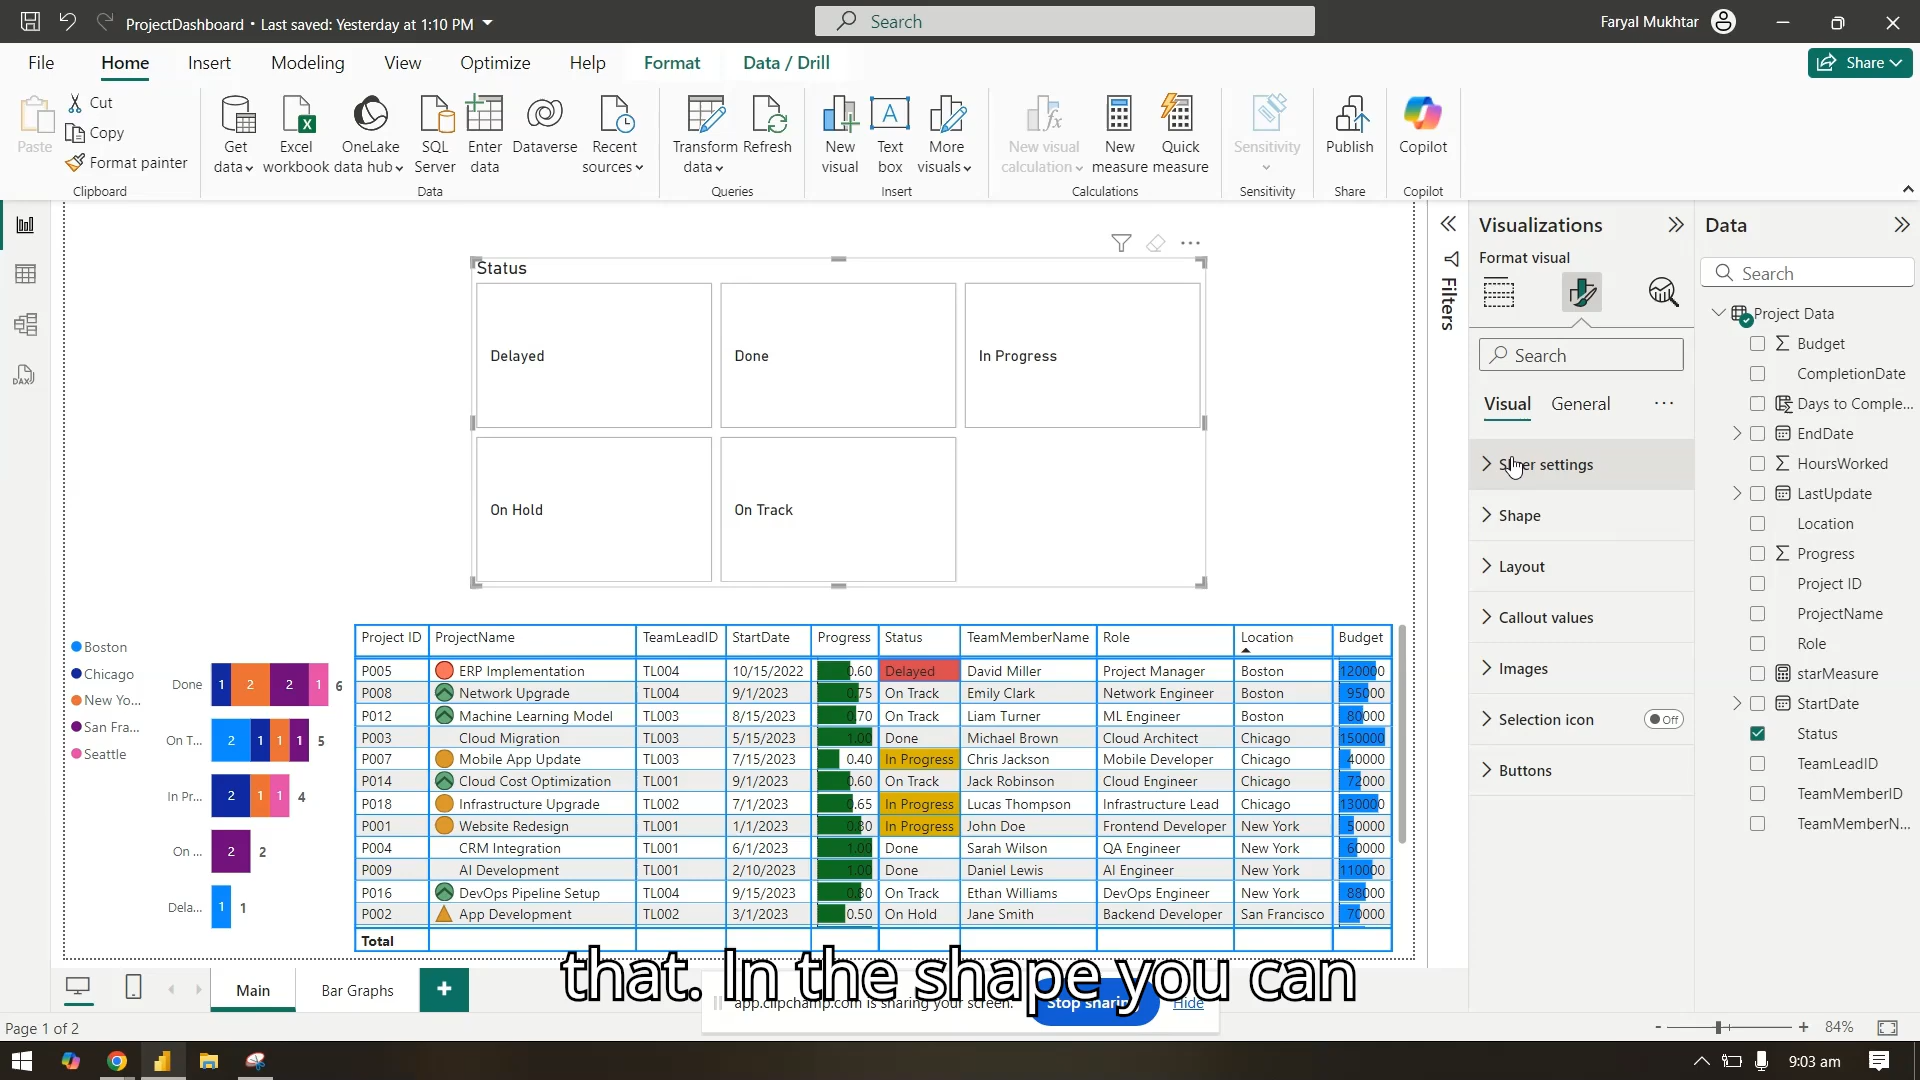 ProjectDashboard • Last saved: Yesterday at 1:10 PM
Search
Faryal Mukhtar
File Home Insert Modeling View Optimize Help Format Data / Drill
Share
Paste
Cut
Copy
Format painter
Clipboard
Get data
Excel workbook
OneLake data hub
SQL Server
Enter data
Dataverse
Recent sources
Data
Transform data
Refresh
Queries
New visual
Text box
More visuals
Insert
New visual calculation
New measure
Quick measure
Calculations
Sensitivity
Sensitivity
Publish
Share
Copilot
Copilot
Status
Delayed Done In Progress
On Hold On Track
Boston
Chicago
New Yo...
San Fra...
Seattle
Done 1 2 2 1 6
On T... 2 1 1 1 5
In Pr... 2 1 1 4
On ... 2 2
Dela... 1 1
Project ID ProjectName TeamLeadID StartDate Progress Status TeamMemberName Role Location Budget
P005 ERP Implementation TL004 10/15/2022 0.60 Delayed David Miller Project Manager Boston 120000
P008 Network Upgrade TL004 9/1/2023 0.75 On Track Emily Clark Network Engineer Boston 95000
P012 Machine Learning Model TL003 8/15/2023 0.70 On Track Liam Turner ML Engineer Boston 80000
P003 Cloud Migration TL003 5/15/2023 1.00 Done Michael Brown Cloud Architect Chicago 150000
P007 Mobile App Update TL003 7/15/2023 0.40 In Progress Chris Jackson Mobile Developer Chicago 40000
P014 Cloud Cost Optimization TL001 9/1/2023 0.60 On Track Jack Robinson Cloud Engineer Chicago 72000
P018 Infrastructure Upgrade TL002 7/1/2023 0.65 In Progress Lucas Thompson Infrastructure Lead Chicago 130000
P001 Website Redesign TL001 1/1/2023 0.80 In Progress John Doe Frontend Developer New York 50000
P004 CRM Integration TL001 6/1/2023 1.00 Done Sarah Wilson QA Engineer New York 60000
P009 AI Development TL001 2/10/2023 1.00 Done Daniel Lewis AI Engineer New York 110000
P016 DevOps Pipeline Setup TL004 9/15/2023 0.80 On Track Ethan Williams DevOps Engineer New York 88000
P002 App Development TL002 3/1/2023 0.50 On Hold Jane Smith Backend Developer San Francisco 70000
Total
Filters
Visualizations
Format visual
Search
Visual General
settings
Shape
Layout
Callout values
Images
Selection icon Off
Buttons
Data
Search
Project Data
Budget
CompletionDate
Days to Comple...
EndDate
HoursWorked
LastUpdate
Location
Progress
Project ID
ProjectName
Role
starMeasure
StartDate
Status
TeamLeadID
TeamMemberID
TeamMemberN...
that. In the shape you can
app.clipchamp.com is sharing your screen. Stop sharing Hide
Main Bar Graphs
Page 1 of 2
84%
9:03 am